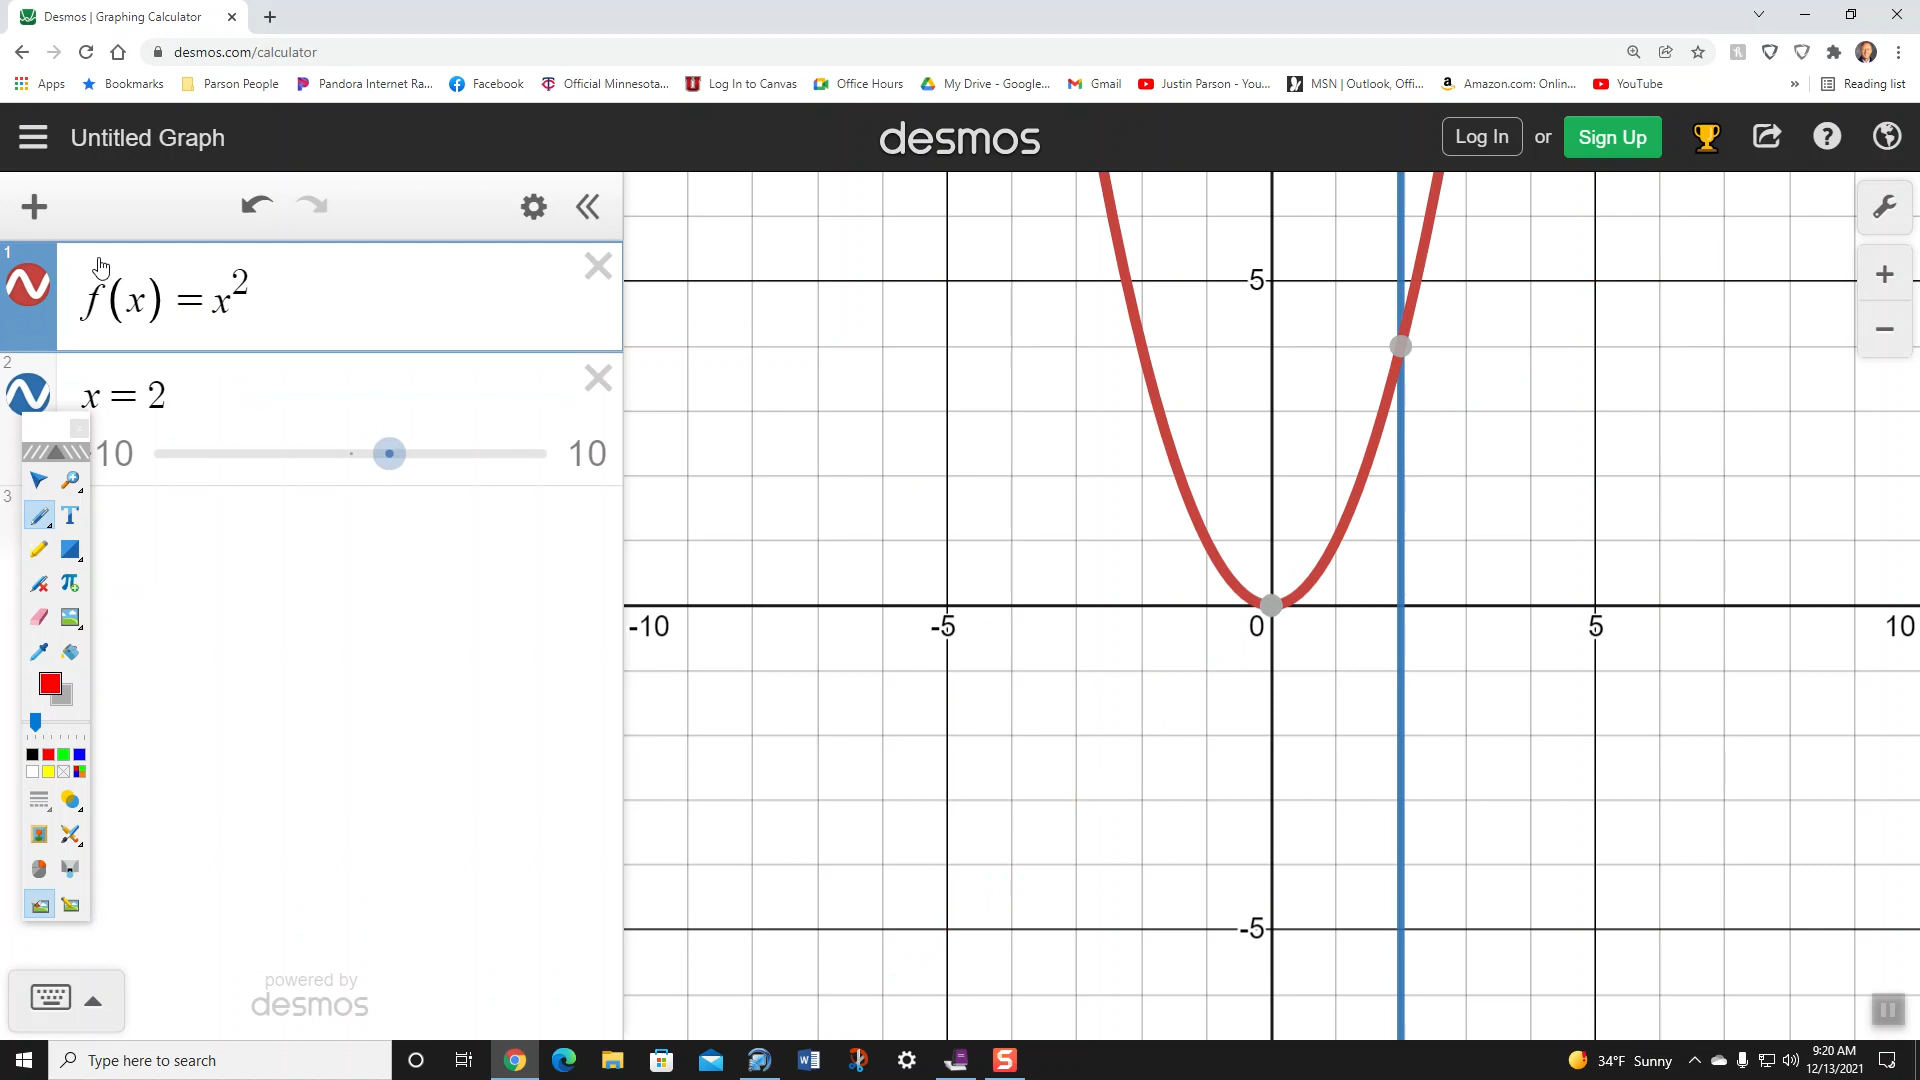 Desmos | Graphing Calculator
desmos.com/calculator
Apps Bookmarks Parson People Pandora Internet Ra... Facebook Official Minnesota... Log In to Canvas Office Hours My Drive - Google... Gmail Justin Parson - You... MSN | Outlook, Offi... Amazon.com: Onlin... YouTube » Reading list
Untitled Graph desmos Log In or Sign Up
1
f(x) = x²
2
x = 2
10 10
3
powered by
desmos
5
-10 -5 0 5 10
-5
Type here to search
34°F Sunny
9:20 AM
12/13/2021